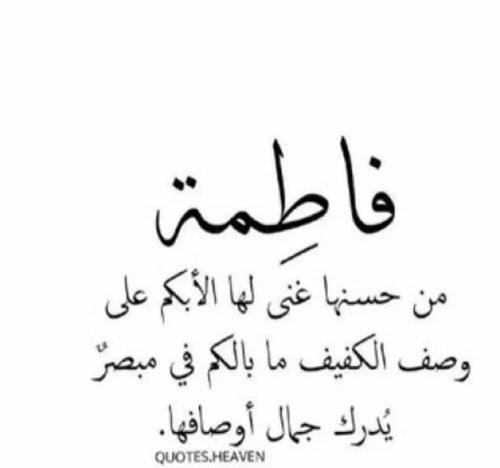 فاطِمة
من حسنها غنى لها الأبكم على
وصف الكفيف ما بالكم في مبصرٌ
يُدرك جمال أوصافها.
QUOTES.HEAVEN